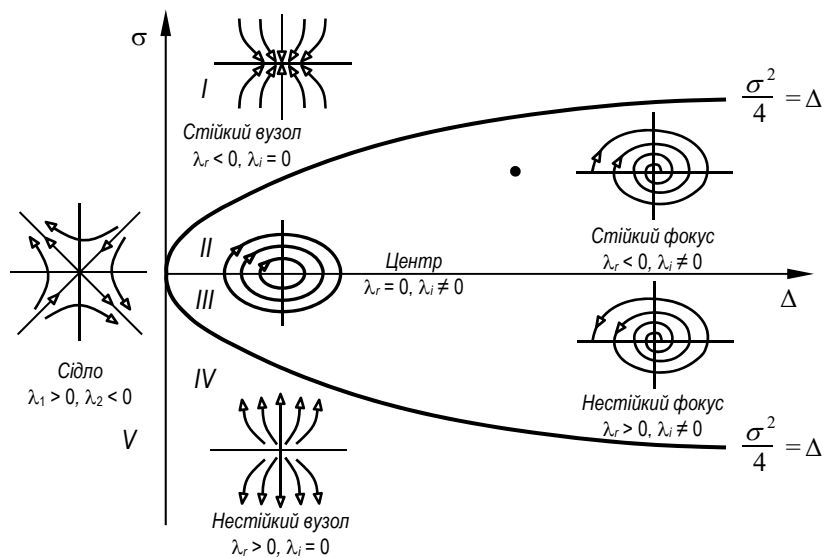 σ
I
Стійкий вузол
λr < 0, λi = 0
σ²/4 = Δ
II
Центр
λr = 0, λi ≠ 0
Стійкий фокус
λr < 0, λi ≠ 0
III
Δ
Сідло
λ1 > 0, λ2 < 0
IV
V
Нестійкий фокус
λr > 0, λi ≠ 0
σ²/4 = Δ
Нестійкий вузол
λr > 0, λi = 0